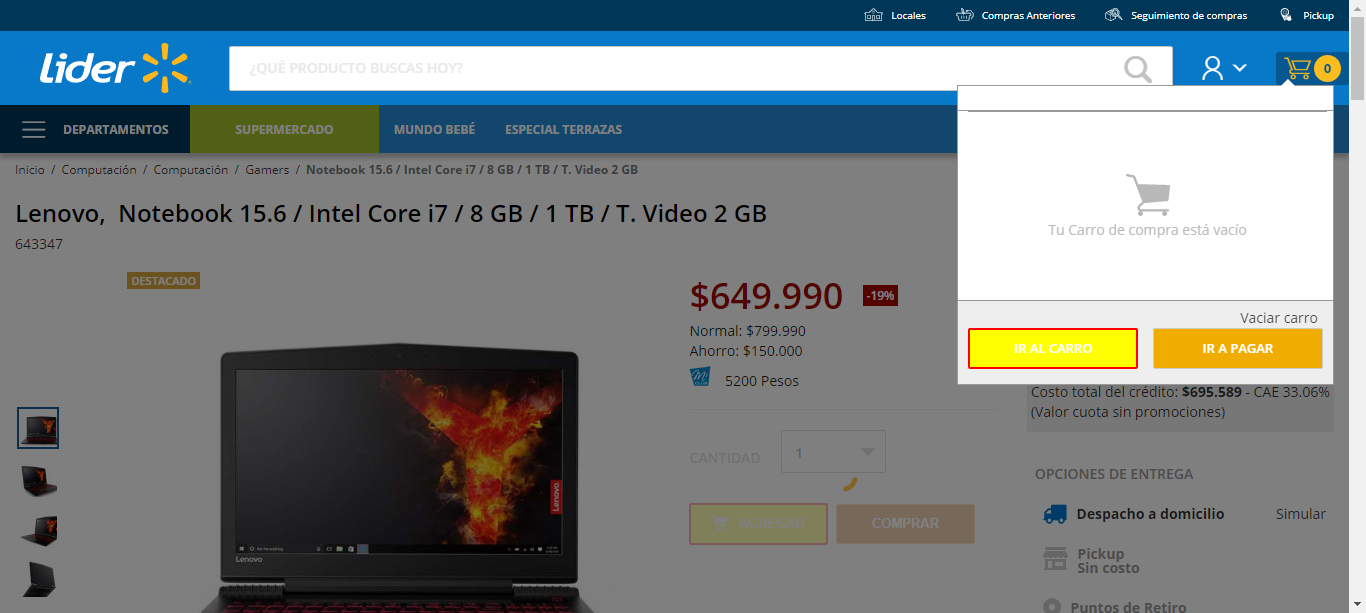 Locales
Compras Anteriores
Seguimiento de compras
Pickup
Lider
¿QUÉ PRODUCTO BUSCAS HOY?
0
DEPARTAMENTOS
SUPERMERCADO
MUNDO BEBÉ
ESPECIAL TERRAZAS
Inicio / Computación / Computación / Gamers / Notebook 15.6 / Intel Core i7 / 8 GB / 1 TB / T. Video 2 GB
Lenovo, Notebook 15.6 / Intel Core i7 / 8 GB / 1 TB / T. Video 2 GB
643347
Tu Carro de compra está vacío
Vaciar carro
IR AL CARRO
IR A PAGAR
DESTACADO
$649.990
-19%
Normal: $799.990
Ahorro: $150.000
5200 Pesos
CANTIDAD
1
AGREGAR
COMPRAR
Costo total del crédito: $695.589 - CAE 33.06%
(Valor cuota sin promociones)
OPCIONES DE ENTREGA
Despacho a domicilio
Simular
Pickup
Sin costo
Puntos de Retiro
Lenovo
Lenovo